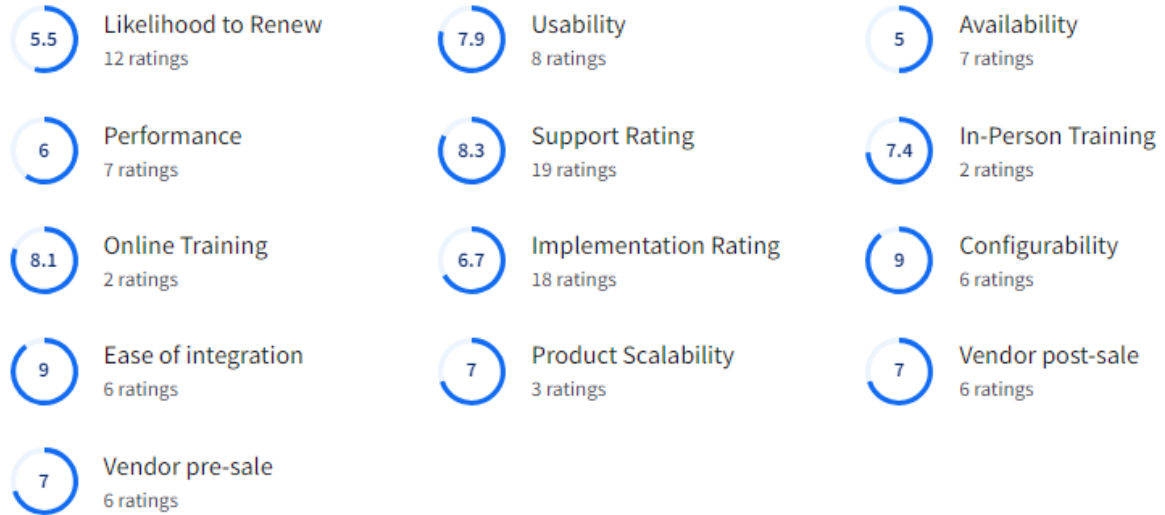 5.5
Likelihood to Renew
12 ratings
7.9
Usability
8 ratings
5
Availability
7 ratings
6
Performance
7 ratings
8.3
Support Rating
19 ratings
7.4
In-Person Training
2 ratings
8.1
Online Training
2 ratings
6.7
Implementation Rating
18 ratings
9
Configurability
6 ratings
9
Ease of integration
6 ratings
7
Product Scalability
3 ratings
7
Vendor post-sale
6 ratings
7
Vendor pre-sale
6 ratings